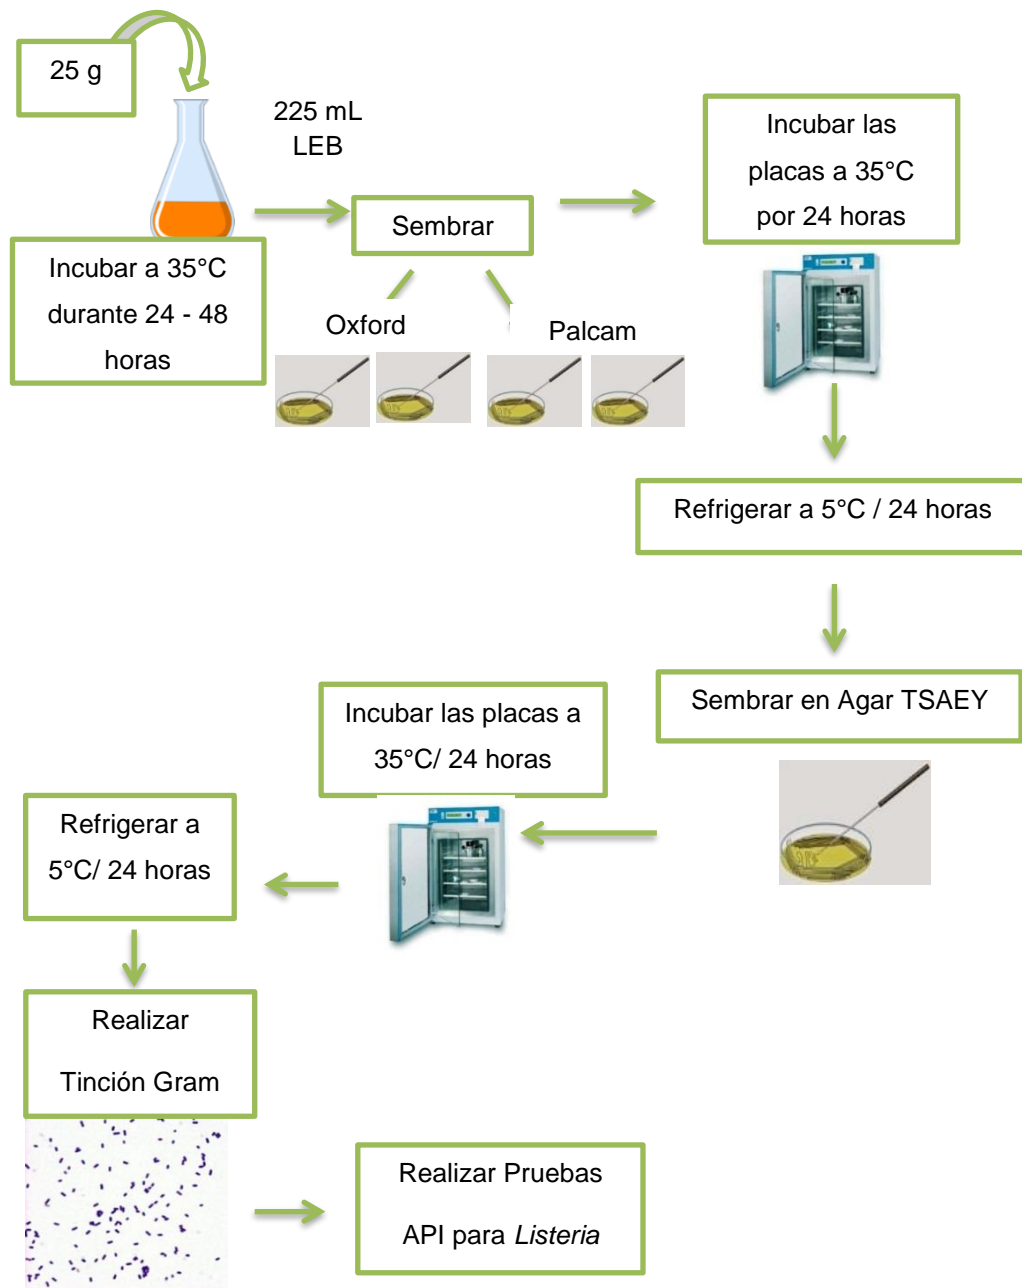 25 g
225 mL
LEB
Incubar a 35°C
durante 24 - 48
horas
Sembrar
Oxford
Palcam
Incubar las
placas a 35°C
por 24 horas
Refrigerar a 5°C / 24 horas
Sembrar en Agar TSAEY
Incubar las placas a
35°C/ 24 horas
Refrigerar a
5°C/ 24 horas
Realizar
Tinción Gram
Realizar Pruebas
API para Listeria